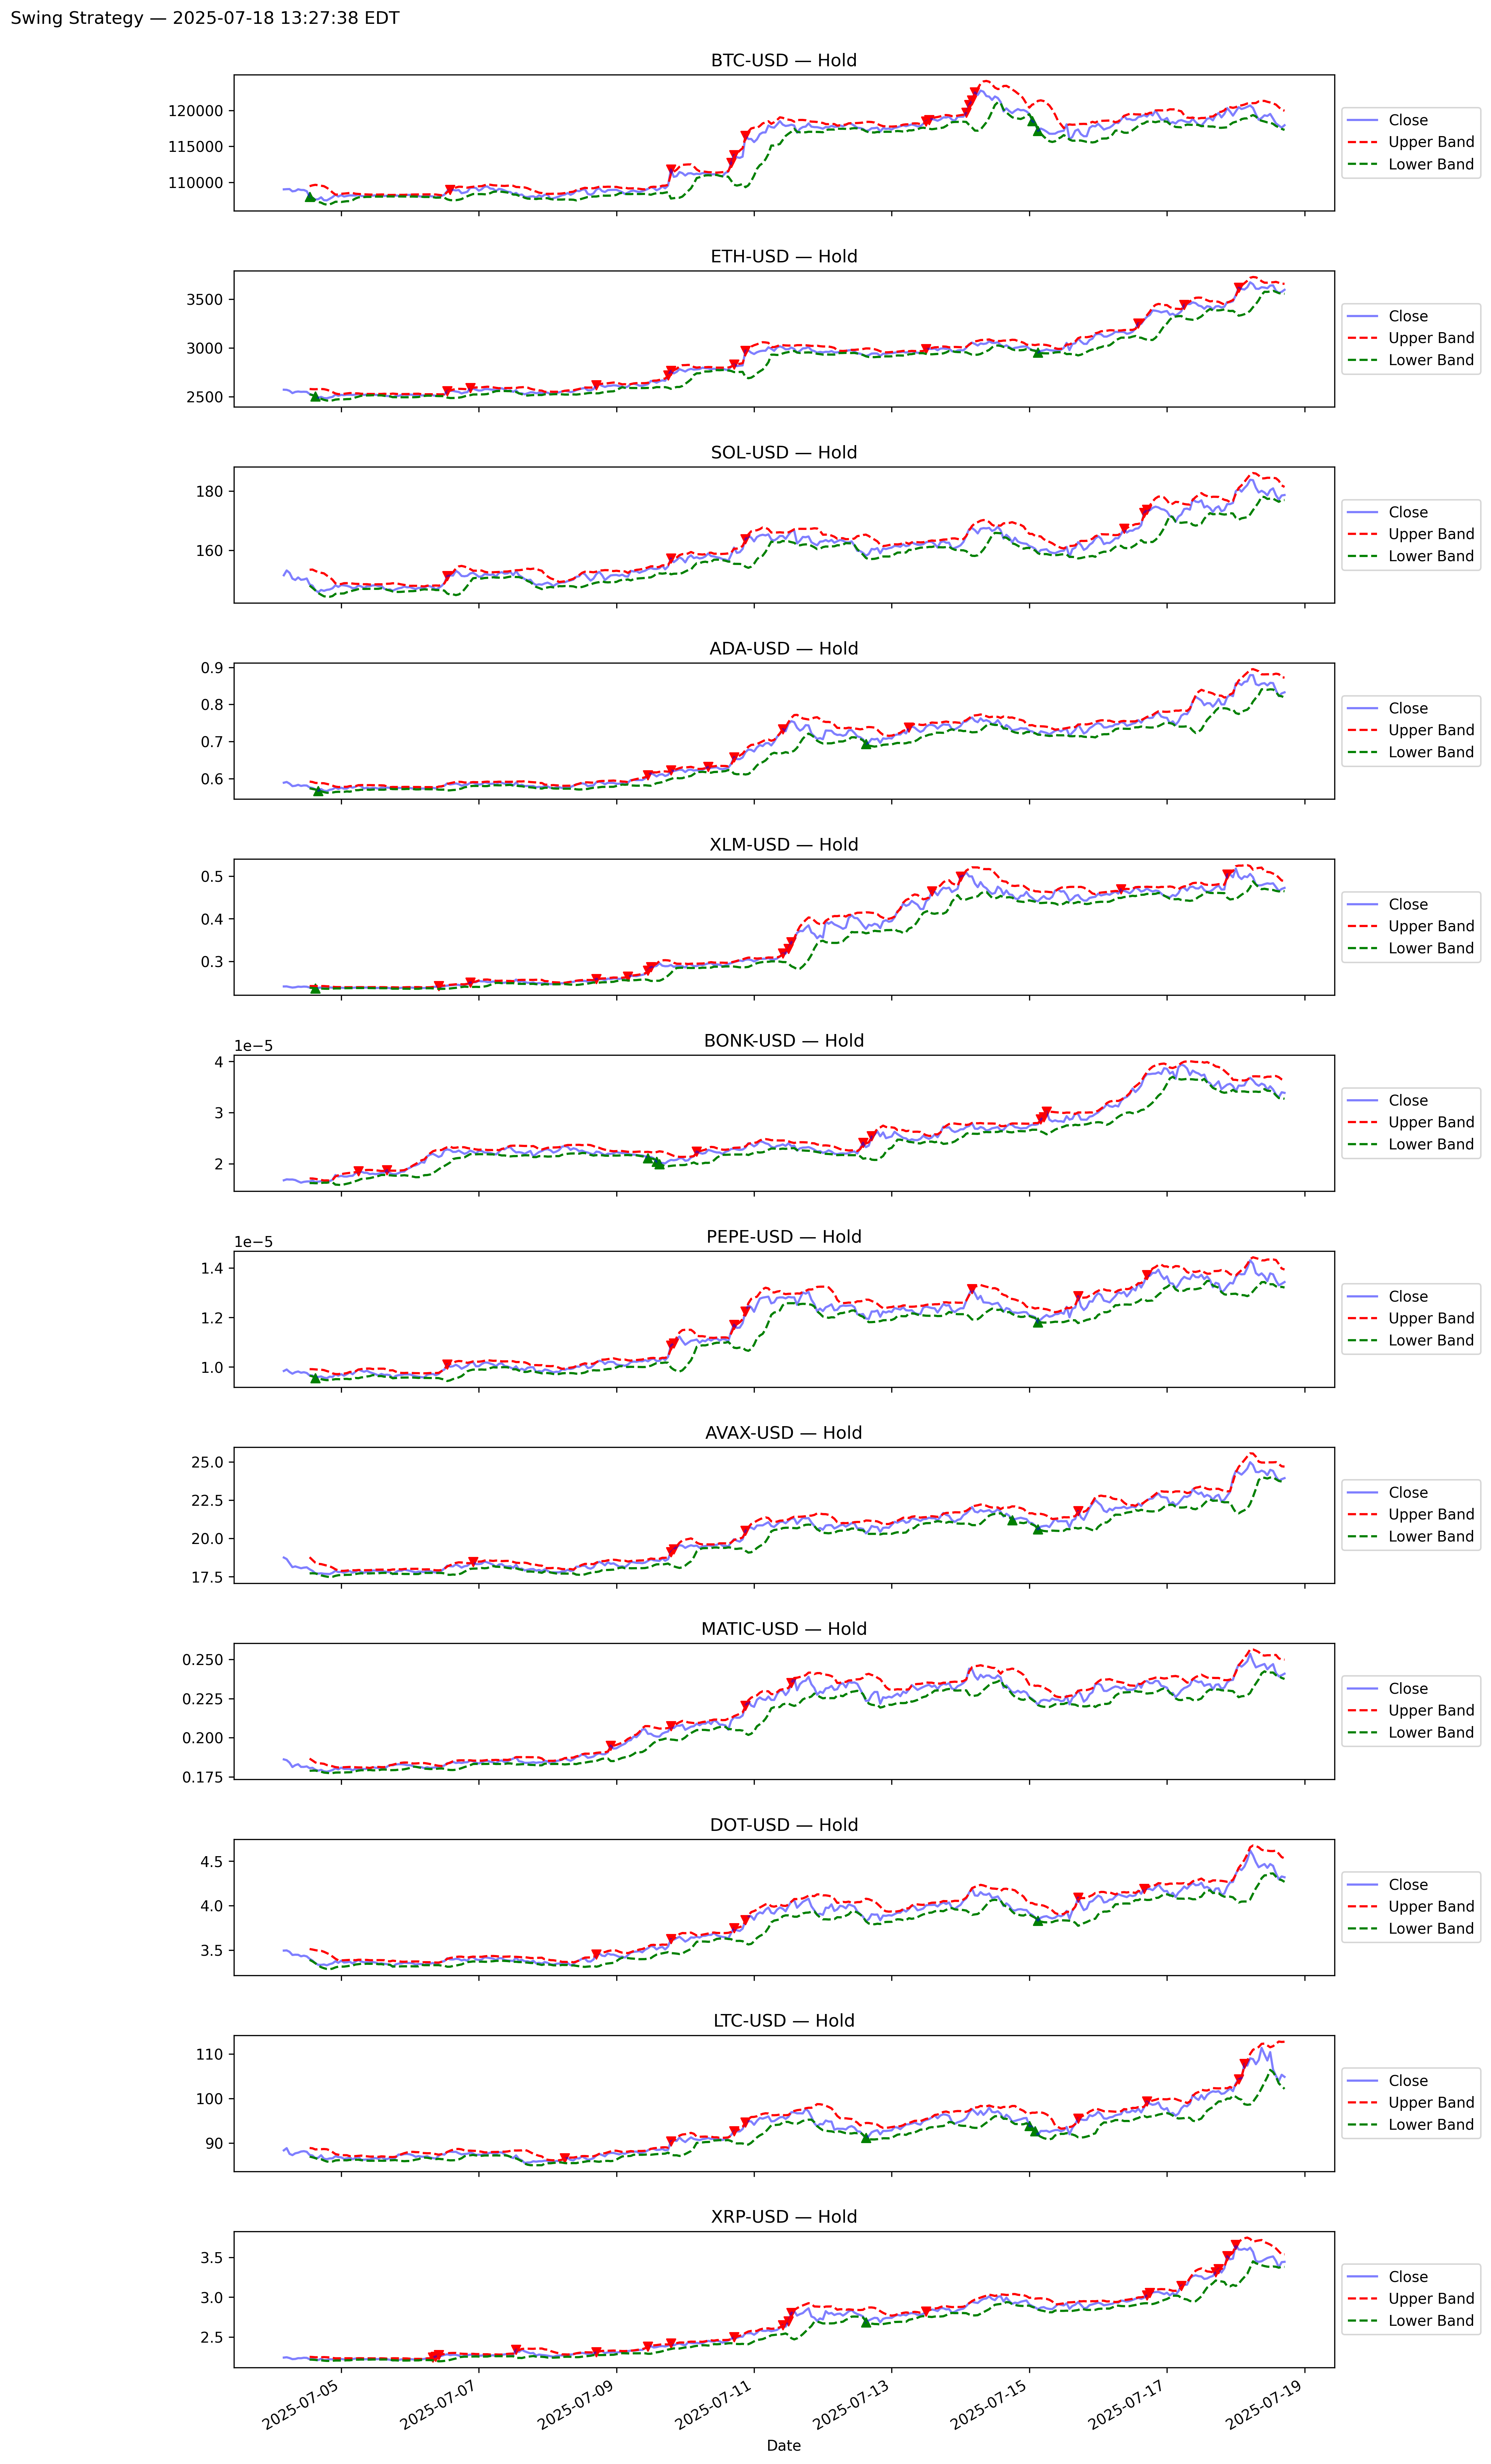 Swing Strategy — 2025-07-18 13:27:38 EDT
BTC-USD — Hold
120000
115000
110000
Close
Upper Band
Lower Band
ETH-USD — Hold
3500
3000
2500
Close
Upper Band
Lower Band
SOL-USD — Hold
180
160
Close
Upper Band
Lower Band
ADA-USD — Hold
0.9
0.8
0.7
0.6
Close
Upper Band
Lower Band
XLM-USD — Hold
0.5
0.4
0.3
Close
Upper Band
Lower Band
BONK-USD — Hold
1e−5
4
3
2
Close
Upper Band
Lower Band
PEPE-USD — Hold
1e−5
1.4
1.2
1.0
Close
Upper Band
Lower Band
AVAX-USD — Hold
25.0
22.5
20.0
17.5
Close
Upper Band
Lower Band
MATIC-USD — Hold
0.250
0.225
0.200
0.175
Close
Upper Band
Lower Band
DOT-USD — Hold
4.5
4.0
3.5
Close
Upper Band
Lower Band
LTC-USD — Hold
110
100
90
Close
Upper Band
Lower Band
XRP-USD — Hold
3.5
3.0
2.5
Close
Upper Band
Lower Band
2025-07-05
2025-07-07
2025-07-09
2025-07-11
2025-07-13
2025-07-15
2025-07-17
2025-07-19
Date